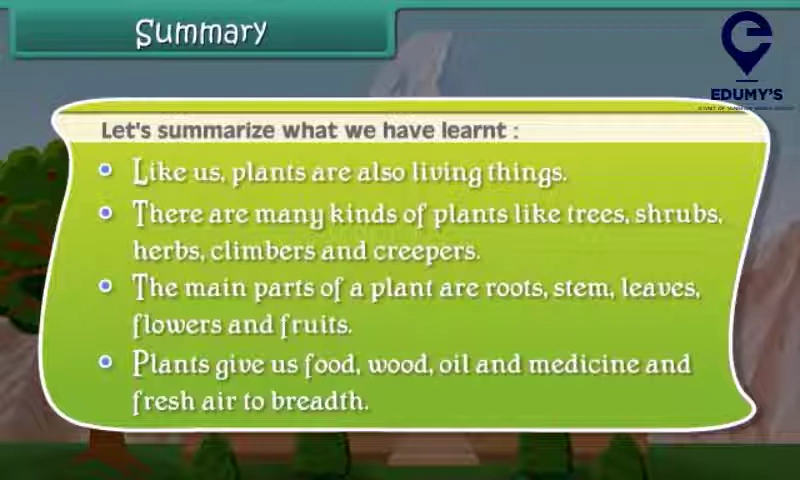 Summary
EDUMY'S
Let's summarize what we have learnt :
Like us, plants are also living things.
There are many kinds of plants like trees, shrubs,
herbs, climbers and creepers.
The main parts of a plant are roots, stem, leaves,
flowers and fruits.
Plants give us food, wood, oil and medicine and
fresh air to breadth.